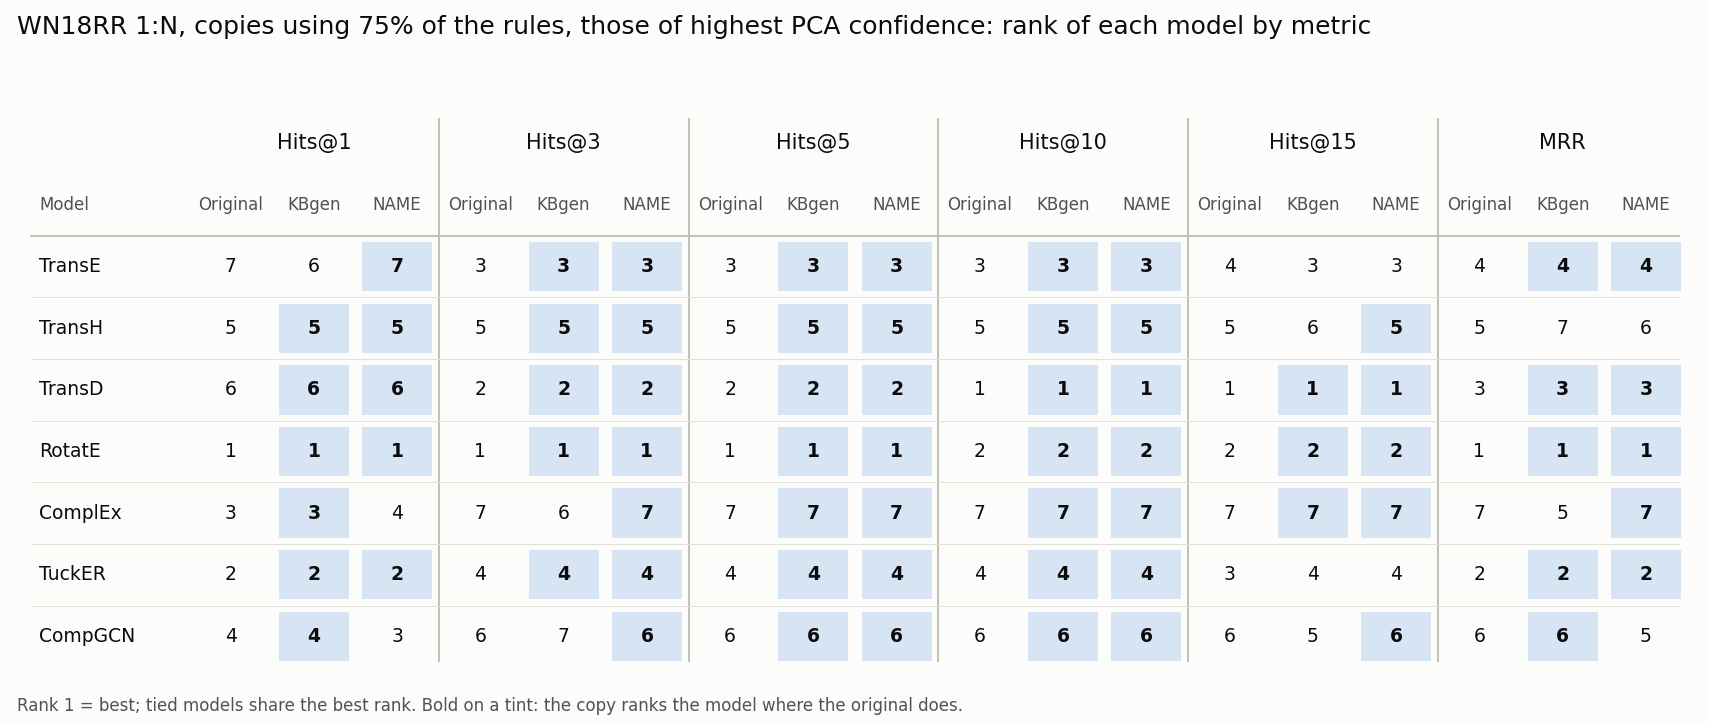 WN18RR 1:N, copies using 75% of the rules, those of highest PCA confidence: rank of each model by metric
Hits@1 Hits@3 Hits@5 Hits@10 Hits@15 MRR
Model Original KBgen NAME Original KBgen NAME Original KBgen NAME Original KBgen NAME Original KBgen NAME Original KBgen NAME
TransE 7 6 7 3 3 3 3 3 3 3 3 3 4 3 3 4 4 4
TransH 5 5 5 5 5 5 5 5 5 5 5 5 5 6 5 5 7 6
TransD 6 6 6 2 2 2 2 2 2 1 1 1 1 1 1 3 3 3
RotatE 1 1 1 1 1 1 1 1 1 2 2 2 2 2 2 1 1 1
ComplEx 3 3 4 7 6 7 7 7 7 7 7 7 7 7 7 7 5 7
TuckER 2 2 2 4 4 4 4 4 4 4 4 4 3 4 4 2 2 2
CompGCN 4 4 3 6 7 6 6 6 6 6 6 6 6 5 6 6 6 5
Rank 1 = best; tied models share the best rank. Bold on a tint: the copy ranks the model where the original does.